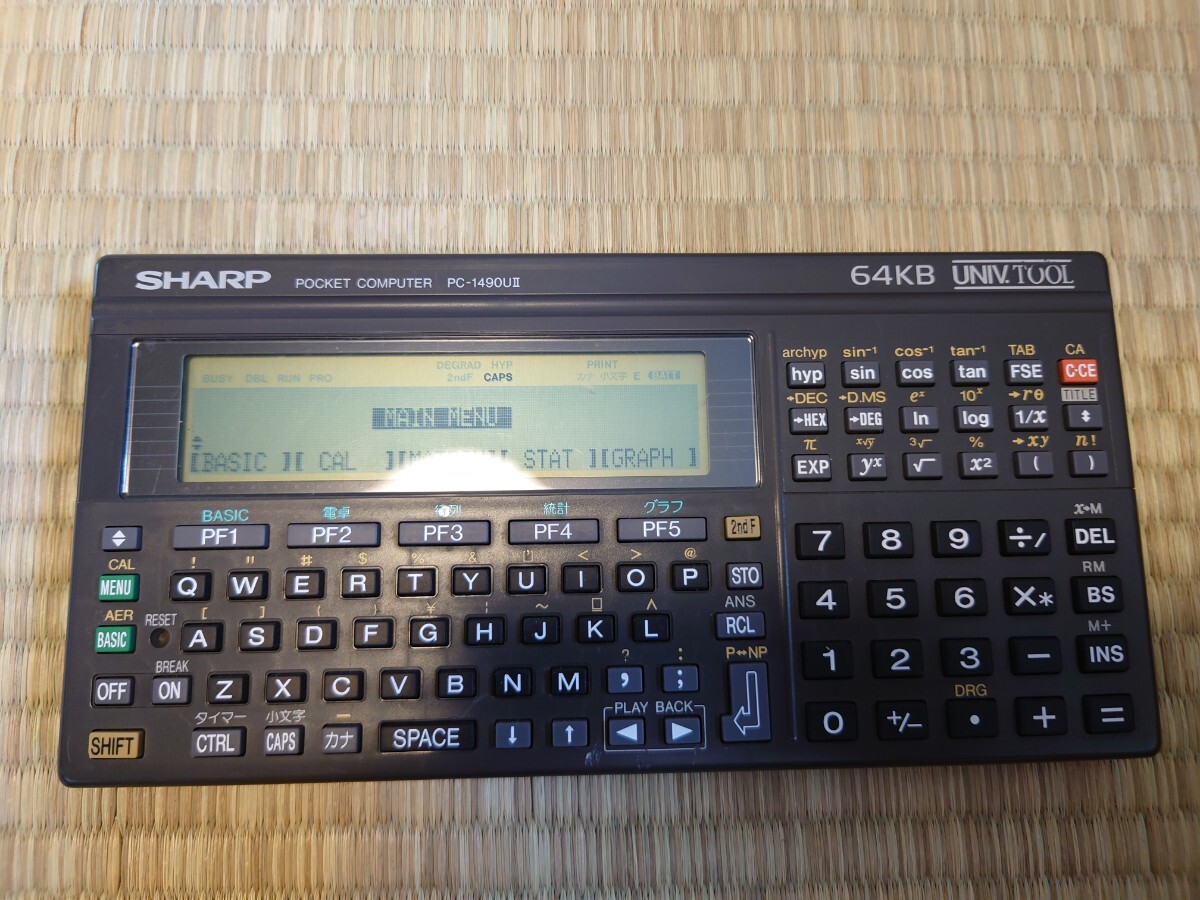 SHARP POCKET COMPUTER PC-1490UII 64KB UNIV.TOOL
DEGRAD HYP PRINT
BUSY DBL RUN PRO 2ndF CAPS カナ 小文字 E BATT
MAIN MENU
[BASIC ][ CAL ][ ][ STAT ][GRAPH ]
archyp sin⁻¹ cos⁻¹ tan⁻¹ TAB CA
hyp sin cos tan FSE C·CE
→DEC →D.MS eˣ 10ˣ →rθ TITLE
→HEX →DEG ln log 1/x ⬍
π ˣ√y ³√ % →xy n!
EXP yˣ √ x² ( )
BASIC 電卓 統計 グラフ
PF1 PF2 PF3 PF4 PF5 2nd F
CAL ! " # $ % & ' < > @
MENU Q W E R T Y U I O P STO
AER RESET [ ] { } ¥ ¦ ~ □ ^ ANS
BASIC A S D F G H J K L RCL
BREAK ? : P↔NP
OFF ON Z X C V B N M , ;
タイマー 小文字 — PLAY BACK
SHIFT CTRL CAPS カナ SPACE ↓ ↑ ◀ ▶
x→M
7 8 9 ÷/ DEL
RM
4 5 6 ×* BS
M+
1 2 3 − INS
DRG
0 +/− • + =